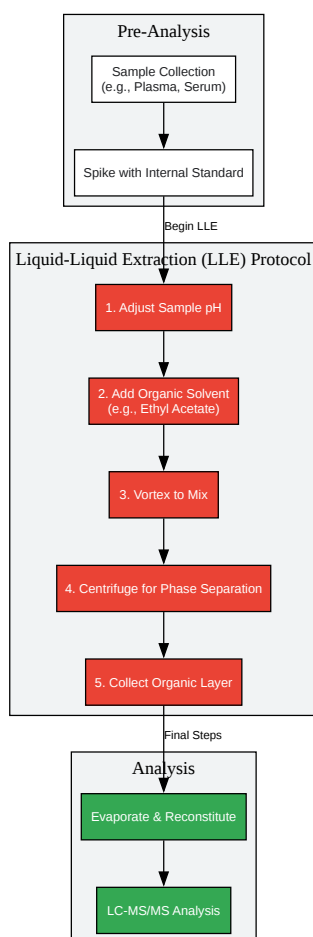 Pre-Analysis
Sample Collection
(e.g., Plasma, Serum)
Spike with Internal Standard
Begin LLE
Liquid-Liquid Extraction (LLE) Protocol
1. Adjust Sample pH
2. Add Organic Solvent
(e.g., Ethyl Acetate)
3. Vortex to Mix
4. Centrifuge for Phase Separation
5. Collect Organic Layer
Final Steps
Analysis
Evaporate & Reconstitute
LC-MS/MS Analysis